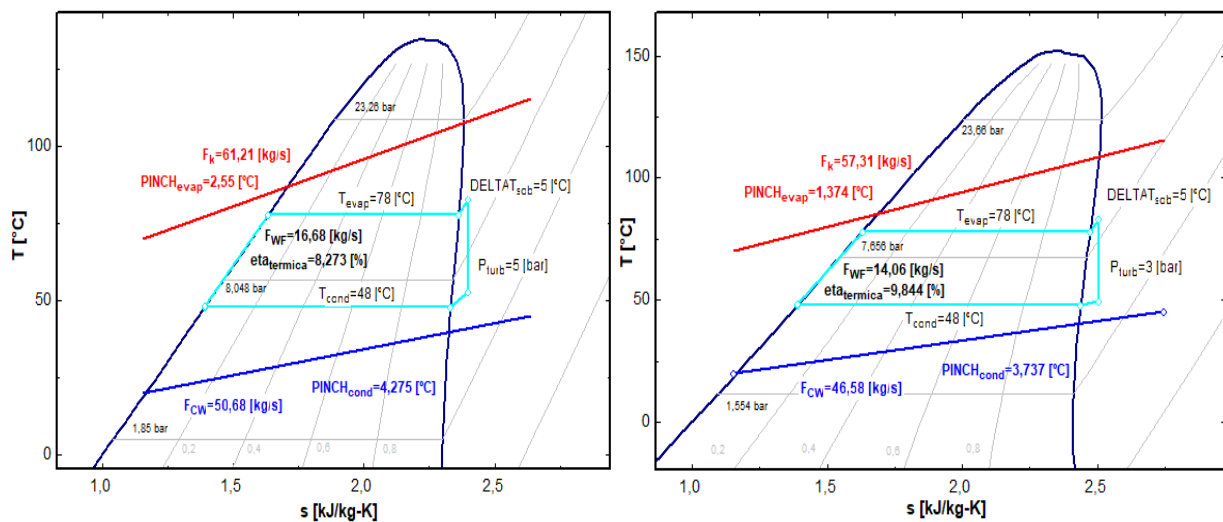 T [°C]
100
50
0
1,0
1,5
2,0
2,5
s [kJ/kg-K]
23,26 bar
F_k=61,21 [kg/s]
PINCH_evap=2,55 [°C]
DELTAT_sob=5 [°C]
T_evap=78 [°C]
F_WF=16,68 [kg/s]
eta_termica=8,273 [%]
P_turb=5 [bar]
8,048 bar
T_cond=48 [°C]
PINCH_cond=4,275 [°C]
F_CW=50,68 [kg/s]
1,85 bar
0,2
0,4
0,6
0,8
T [°C]
150
100
50
0
1,0
1,5
2,0
2,5
s [kJ/kg-K]
23,66 bar
F_k=57,31 [kg/s]
PINCH_evap=1,374 [°C]
DELTAT_sob=5 [°C]
T_evap=78 [°C]
7,656 bar
F_WF=14,06 [kg/s]
eta_termica=9,844 [%]
P_turb=3 [bar]
T_cond=48 [°C]
PINCH_cond=3,737 [°C]
F_CW=46,58 [kg/s]
1,554 bar
0,2
0,4
0,6
0,8